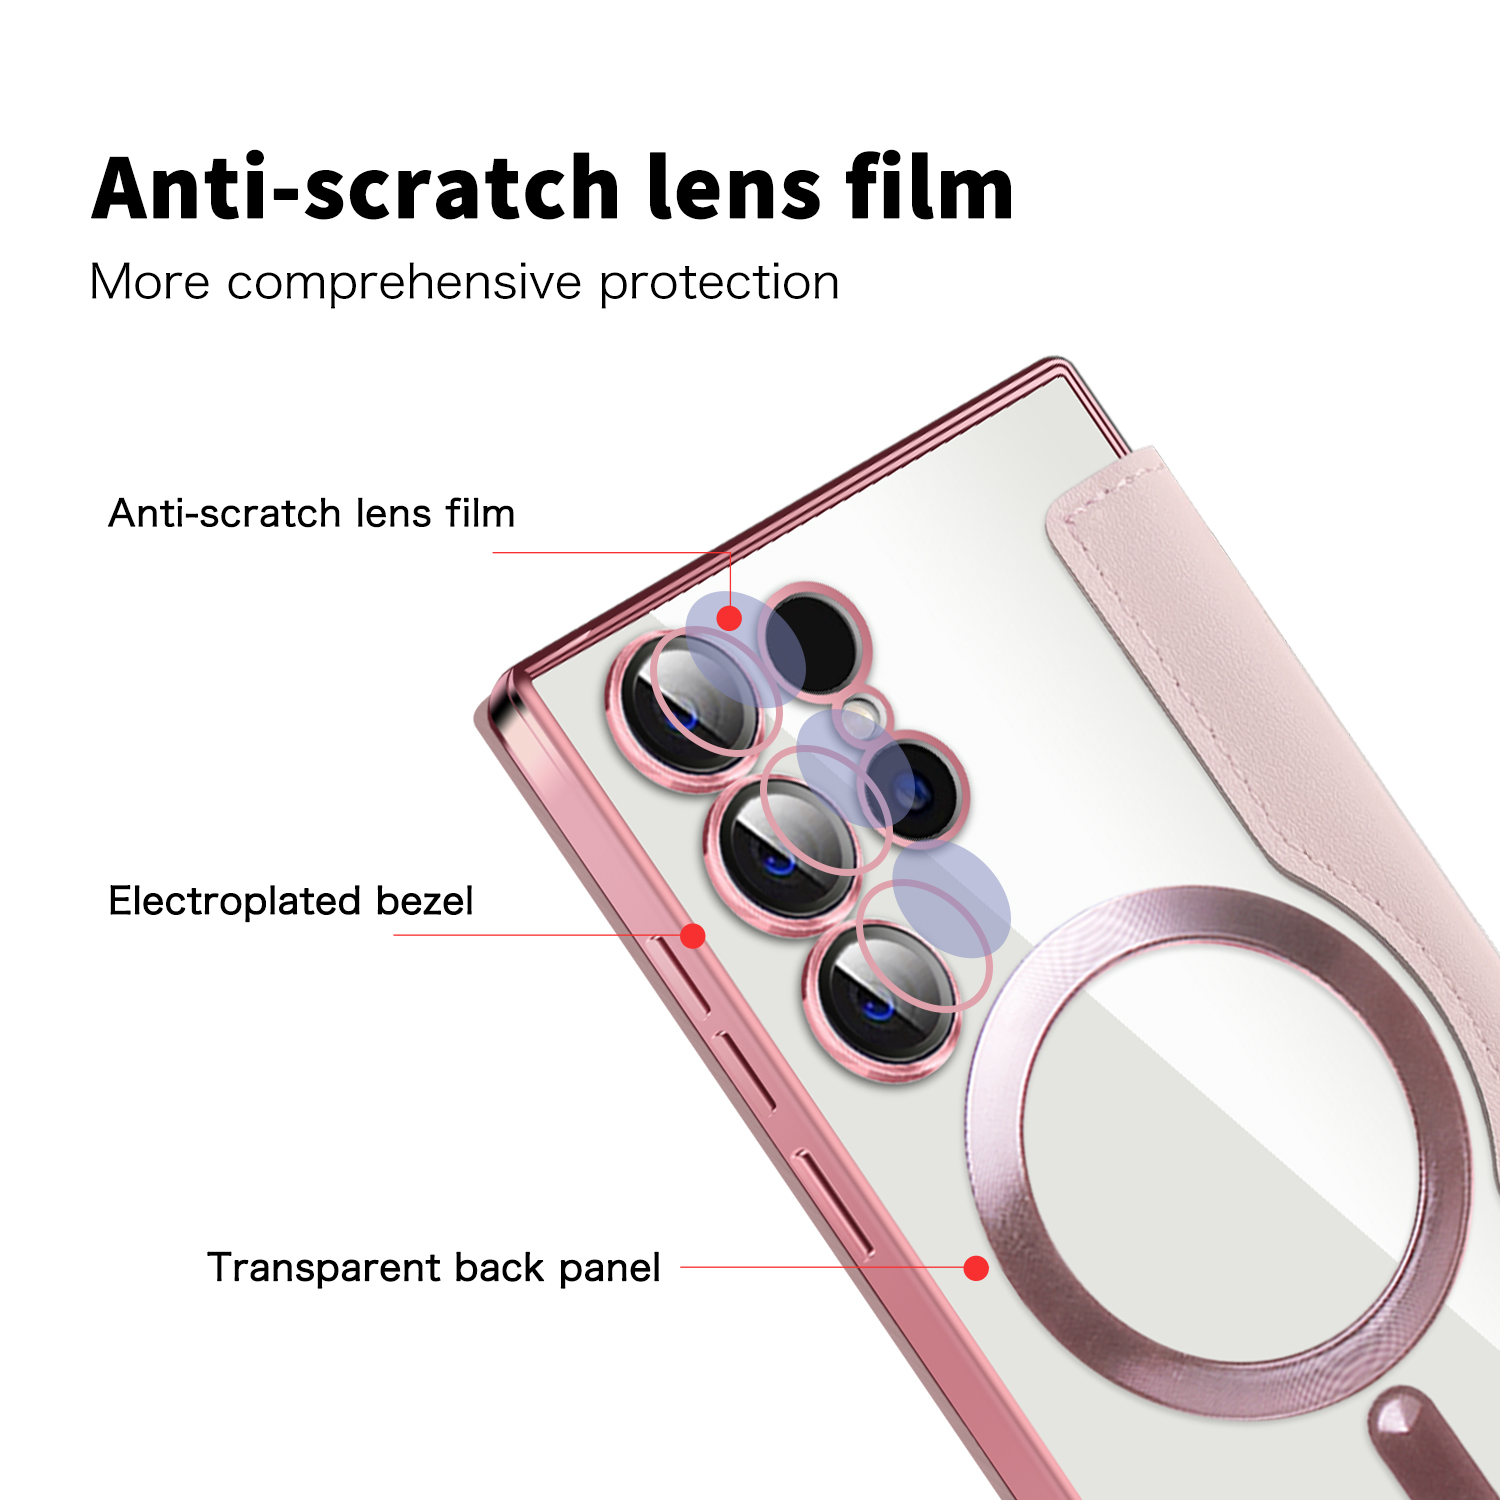 Anti-scratch lens film
More comprehensive protection
Anti-scratch lens film
Electroplated bezel
Transparent back panel